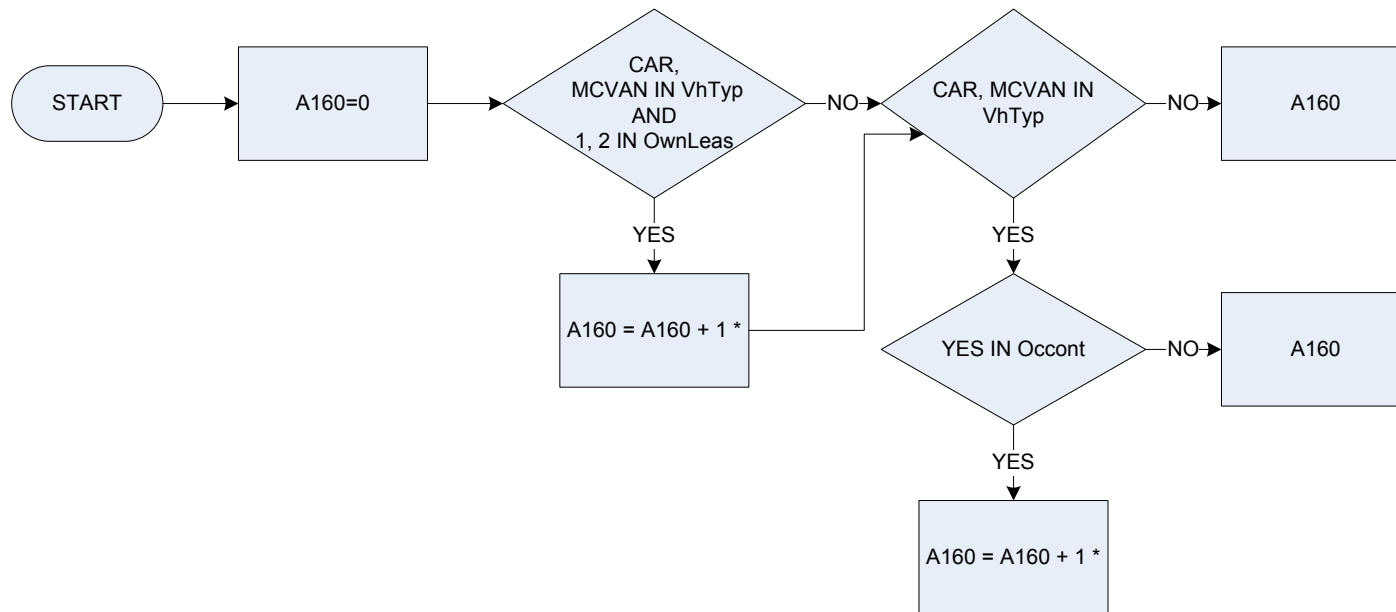 START
A160=0
CAR,
MCVAN IN VhTyp
AND
1, 2 IN OwnLeas
NO
CAR, MCVAN IN
VhTyp
NO
A160
YES
YES
A160 = A160 + 1 *
YES IN Occont
NO
A160
YES
A160 = A160 + 1 *